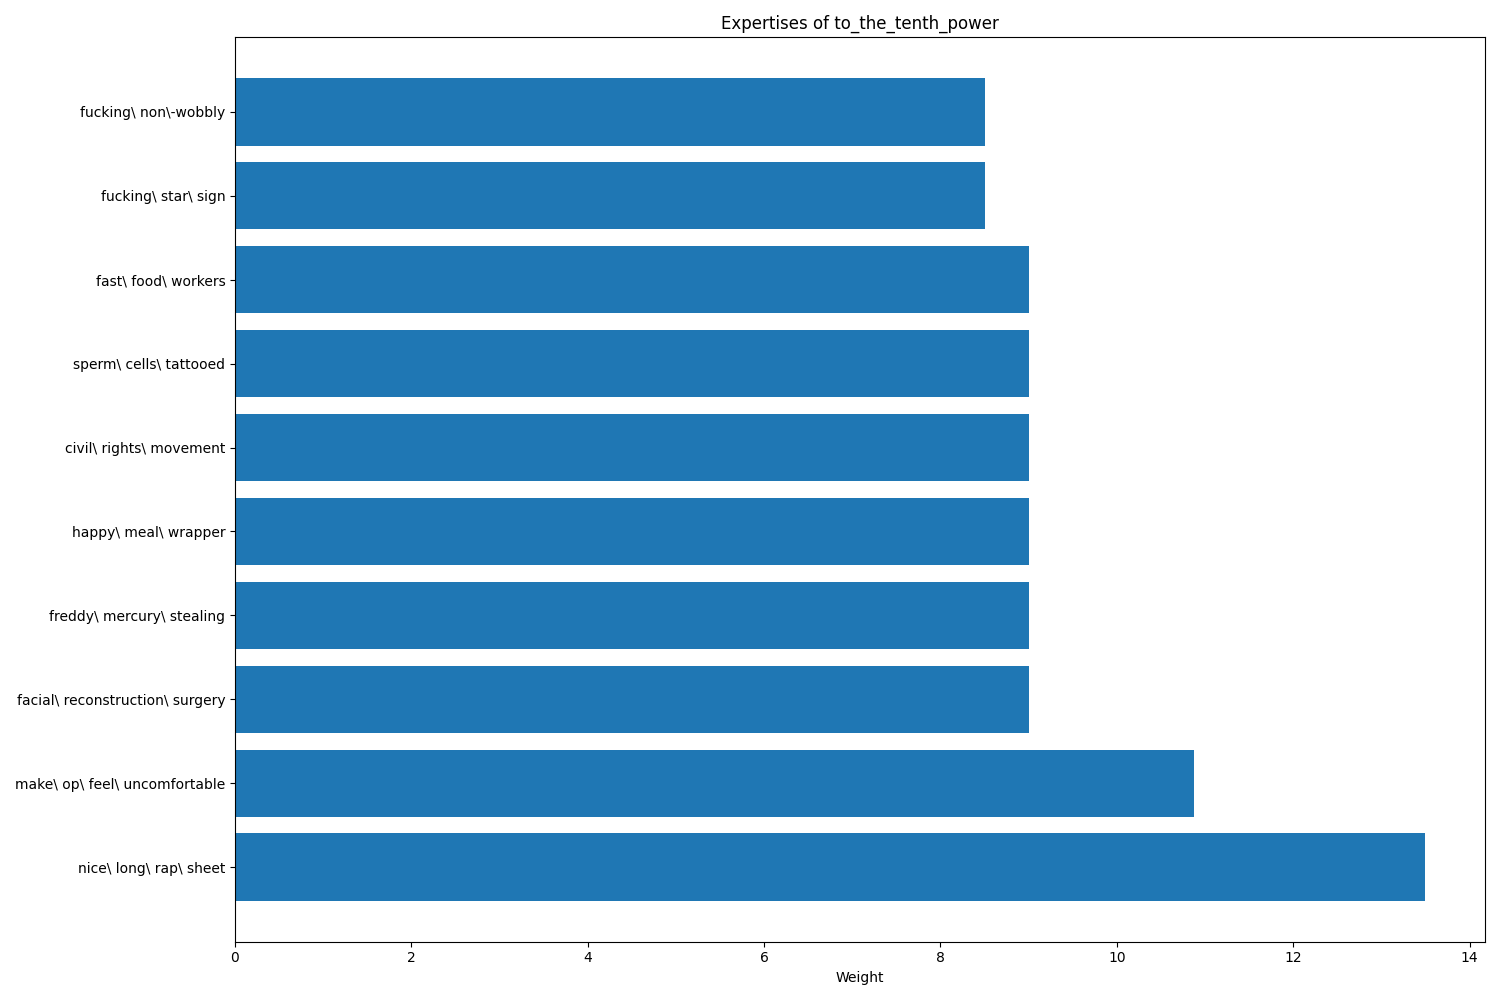 Expertises of to_the_tenth_power
fucking\ non\-wobbly
fucking\ star\ sign
fast\ food\ workers
sperm\ cells\ tattooed
civil\ rights\ movement
happy\ meal\ wrapper
freddy\ mercury\ stealing
facial\ reconstruction\ surgery
make\ op\ feel\ uncomfortable
nice\ long\ rap\ sheet
0 2 4 6 8 10 12 14
Weight